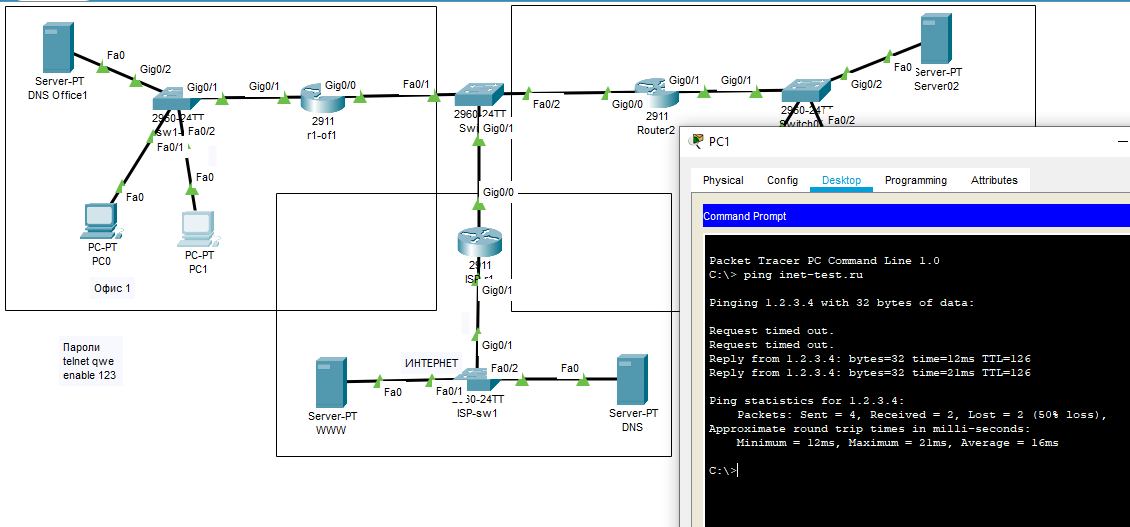 Server-PT
DNS Office1
Fa0
Gig0/2
Gig0/1
Gig0/1
Gig0/0
Fa0/1
2960-24TT
sw1-
Fa0/2
Fa0/1
2911
r1-of1
2960-24TT
Gig0/1
Fa0/2
Gig0/0
Gig0/1
Gig0/1
2911
Router2
2960-24TT
Switch0
Fa0/2
Gig0/2
Fa0
Server-PT
Server02
Fa0
Fa0
PC-PT
PC0
PC-PT
PC1
Офис 1
Gig0/0
2911
Gig0/1
Пароли
telnet qwe
enable 123
ИНТЕРНЕТ
Gig0/1
Fa0/2
Fa0
Fa0
Fa0/1
2960-24TT
ISP-sw1
Server-PT
WWW
Server-PT
DNS
PC1
Physical Config Desktop Programming Attributes
Command Prompt
Packet Tracer PC Command Line 1.0
C:\> ping inet-test.ru
Pinging 1.2.3.4 with 32 bytes of data:
Request timed out.
Request timed out.
Reply from 1.2.3.4: bytes=32 time=12ms TTL=126
Reply from 1.2.3.4: bytes=32 time=21ms TTL=126
Ping statistics for 1.2.3.4:
Packets: Sent = 4, Received = 2, Lost = 2 (50% loss),
Approximate round trip times in milli-seconds:
Minimum = 12ms, Maximum = 21ms, Average = 16ms
C:\>